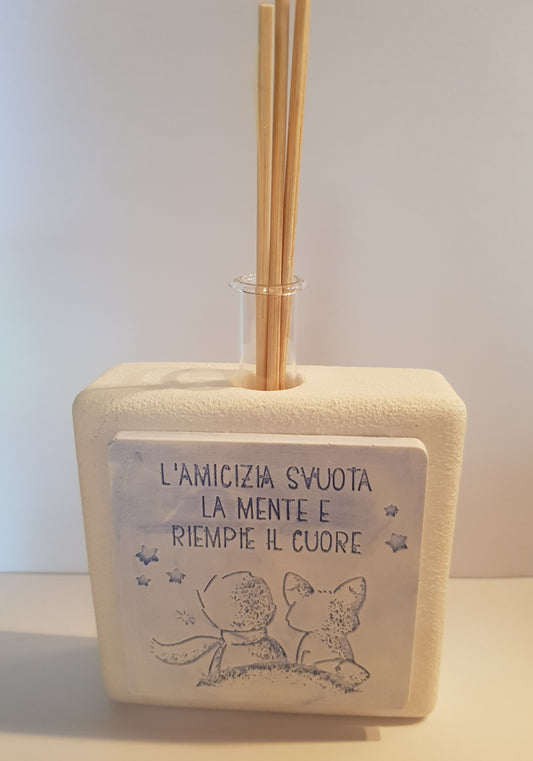 L'AMICIZIA SVUOTA
LA MENTE E
RIEMPIE IL CUORE